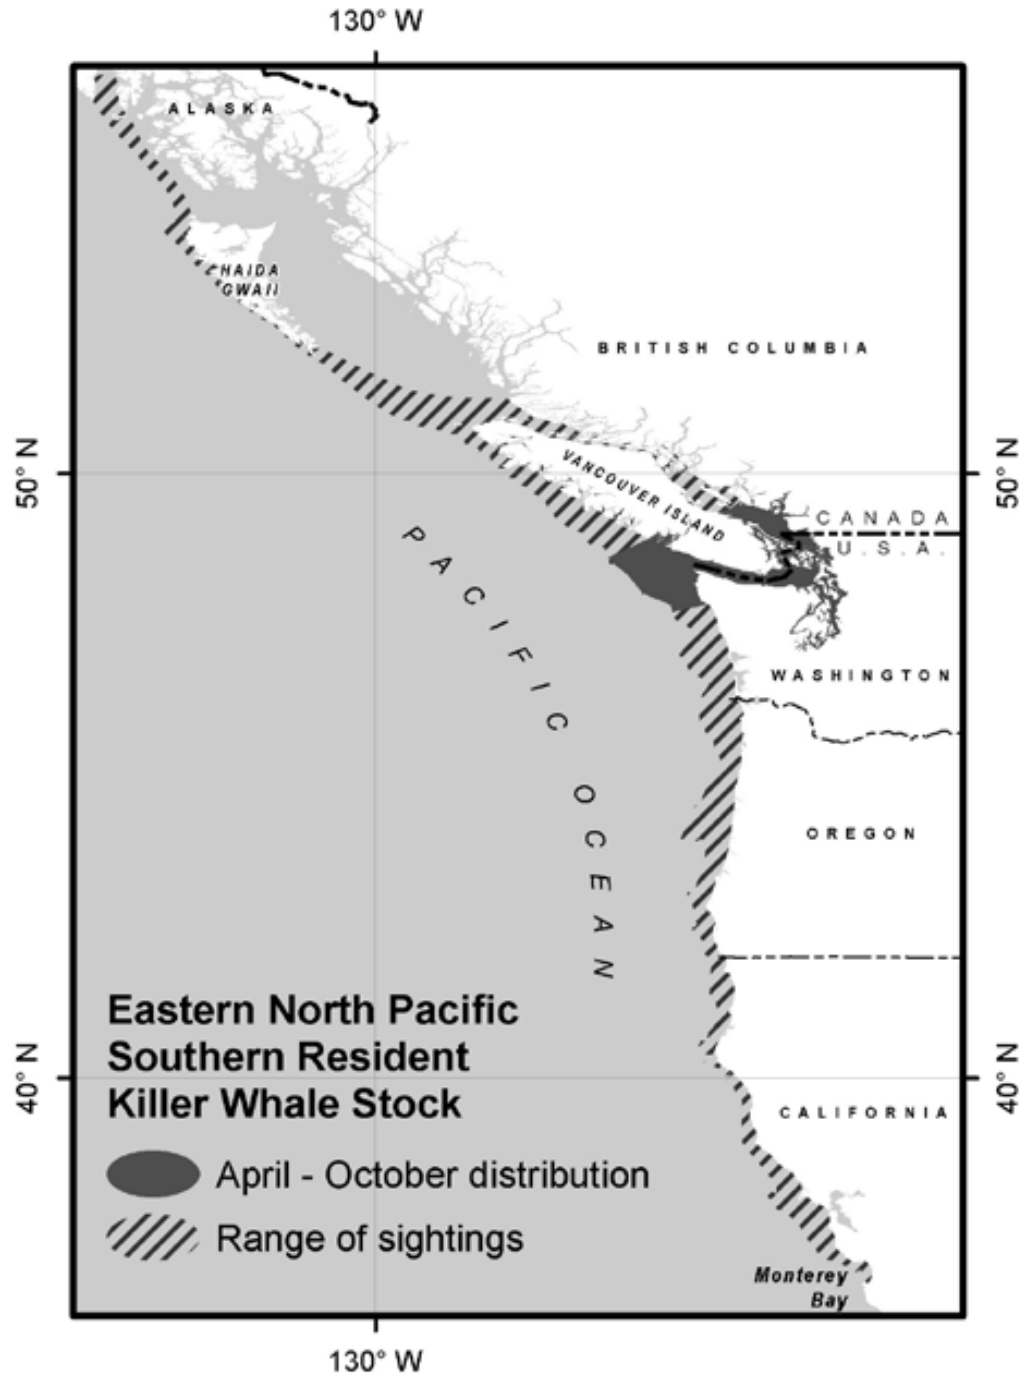 130° W
ALASKA
HAIDA
GWAII
BRITISH COLUMBIA
50° N
50° N
VANCOUVER ISLAND
CANADA
U.S.A.
PACIFIC OCEAN
WASHINGTON
OREGON
Eastern North Pacific
Southern Resident
Killer Whale Stock
40° N
40° N
CALIFORNIA
April - October distribution
Range of sightings
Monterey
Bay
130° W